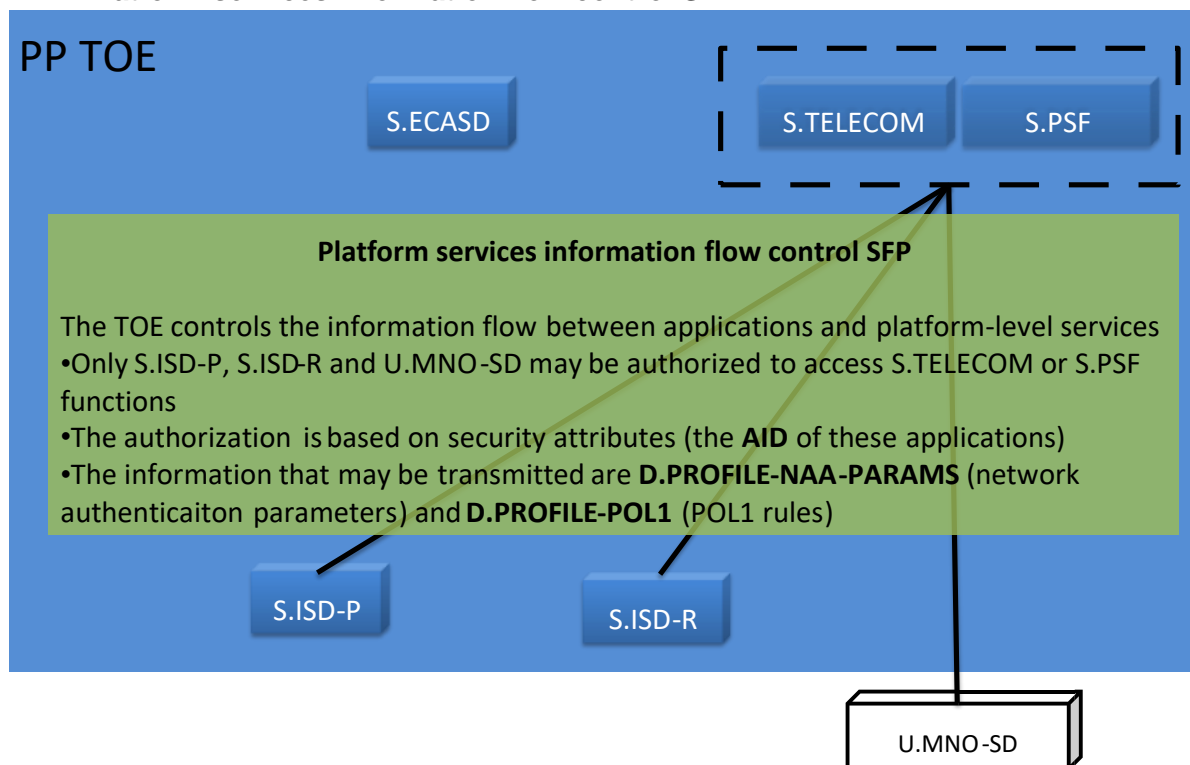 PP TOE
S.ECASD
S.TELECOM
S.PSF
Platform services information flow control SFP
The TOE controls the information flow between applications and platform-level services
•Only S.ISD-P, S.ISD-R and U.MNO-SD may be authorized to access S.TELECOM or S.PSF
functions
•The authorization is based on security attributes (the AID of these applications)
•The information that may be transmitted are D.PROFILE-NAA-PARAMS (network
authenticaiton parameters) and D.PROFILE-POL1 (POL1 rules)
S.ISD-P
S.ISD-R
U.MNO-SD